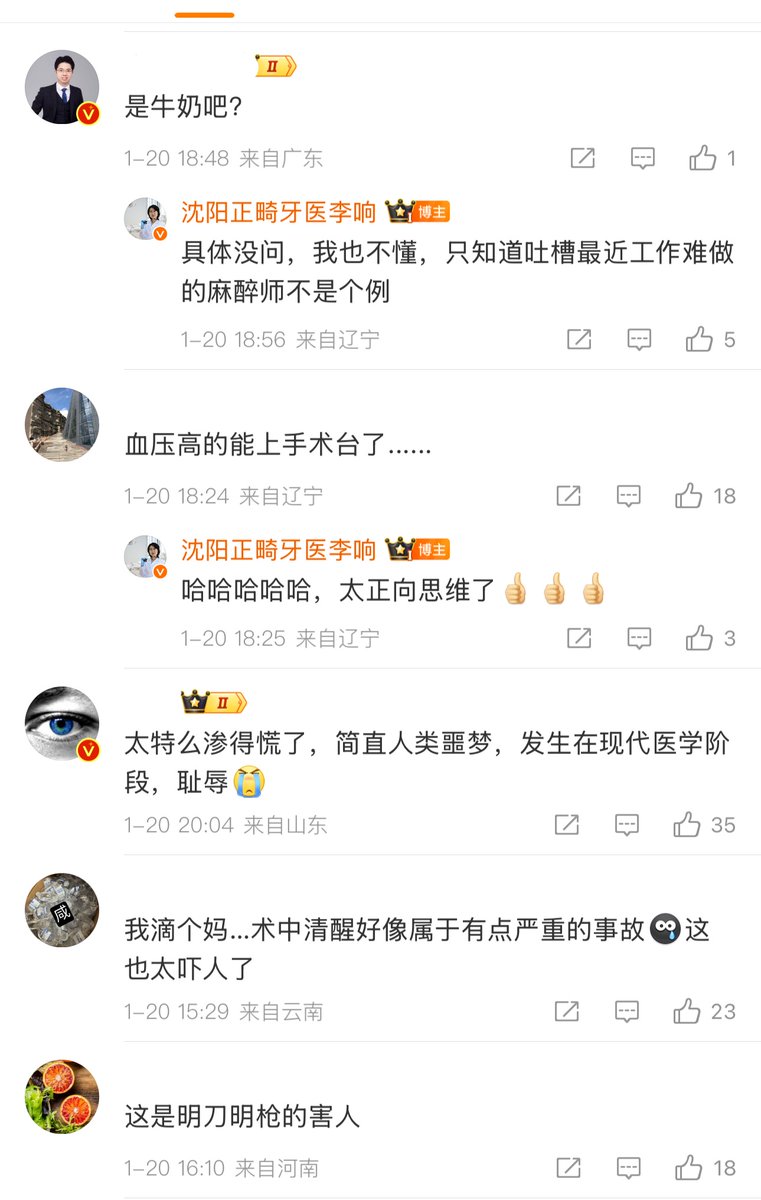 II
是牛奶吧?
1-20 18:48 来自广东
1
沈阳正畸牙医李响 I 博主
具体没问，我也不懂，只知道吐槽最近工作难做
的麻醉师不是个例
1-20 18:56 来自辽宁
5
血压高的能上手术台了......
1-20 18:24 来自辽宁
18
沈阳正畸牙医李响 I 博主
哈哈哈哈哈，太正向思维了👍👍👍
1-20 18:25 来自辽宁
3
II
太特么渗得慌了，简直人类噩梦，发生在现代医学阶
段，耻辱😭
1-20 20:04 来自山东
35
咸
我滴个妈...术中清醒好像属于有点严重的事故 这
也太吓人了
1-20 15:29 来自云南
23
这是明刀明枪的害人
1-20 16:10 来自河南
18